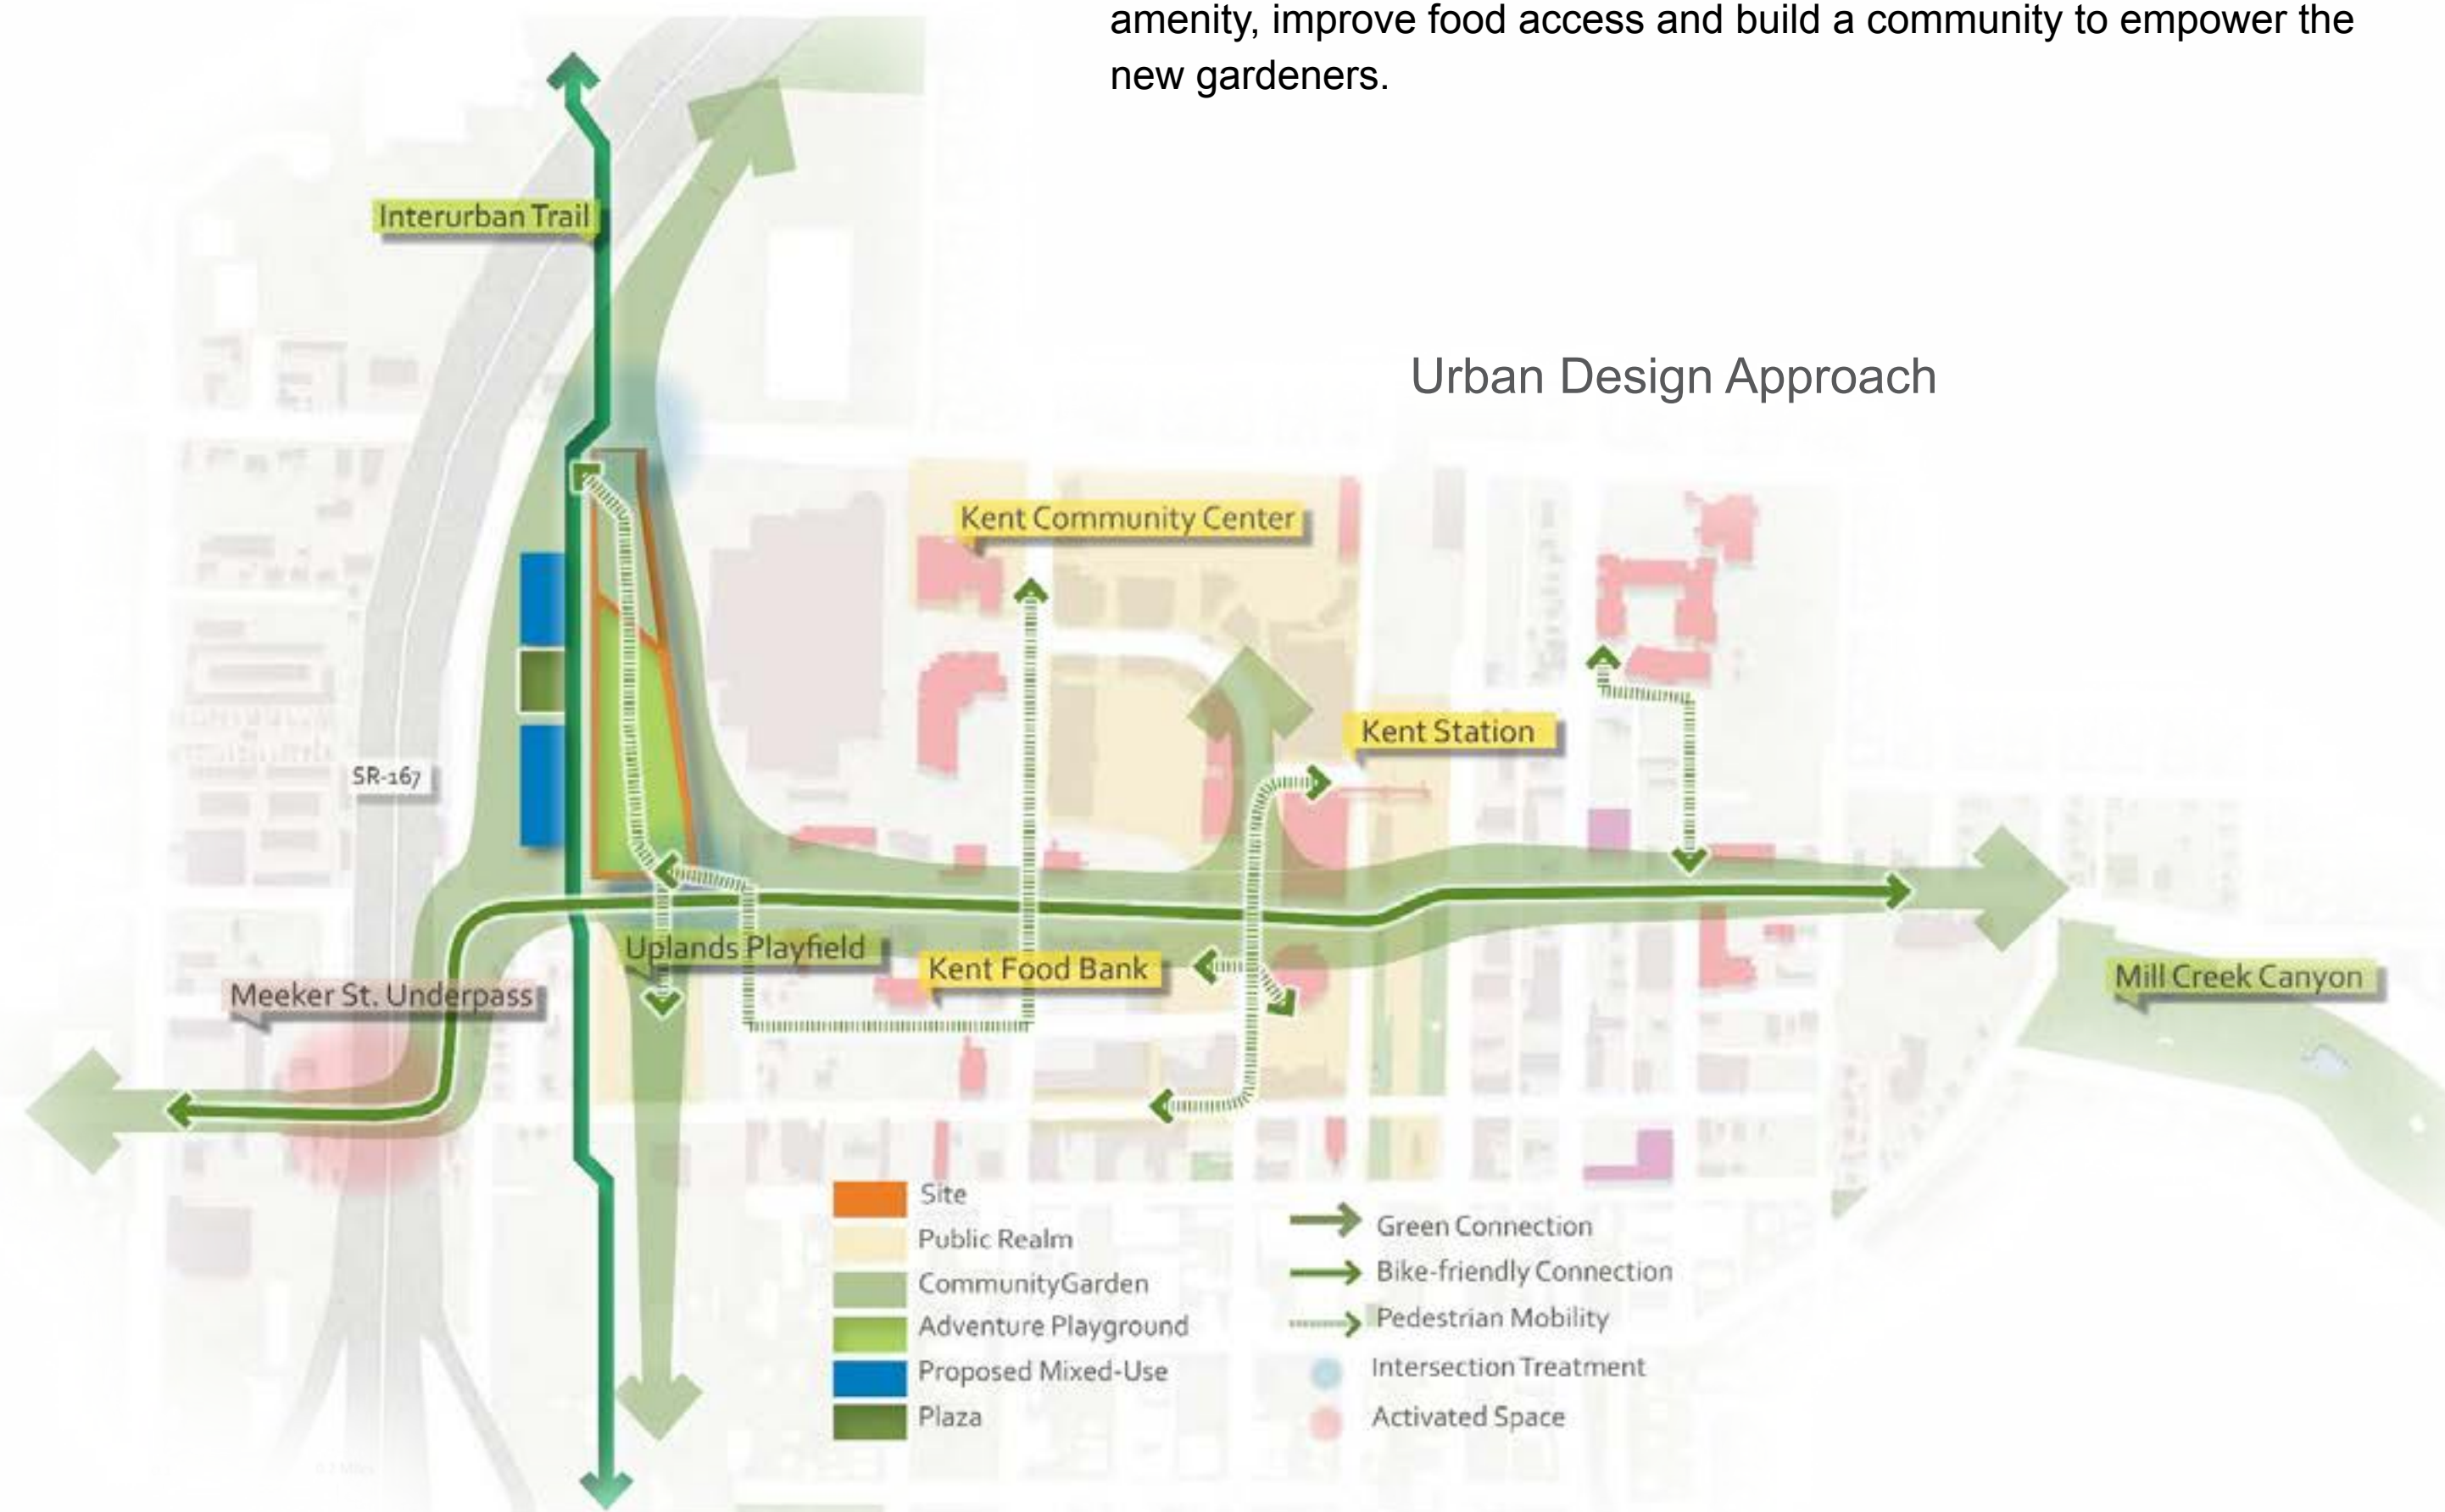 amenity, improve food access and build a community to empower the
new gardeners.
Interurban Trail
Urban Design Approach
Kent Community Center
Kent Station
SR-167
Uplands Playfield
Kent Food Bank
Meeker St. Underpass
Mill Creek Canyon
Site
Public Realm
CommunityGarden
Adventure Playground
Proposed Mixed-Use
Plaza
Green Connection
Bike-friendly Connection
Pedestrian Mobility
Intersection Treatment
Activated Space